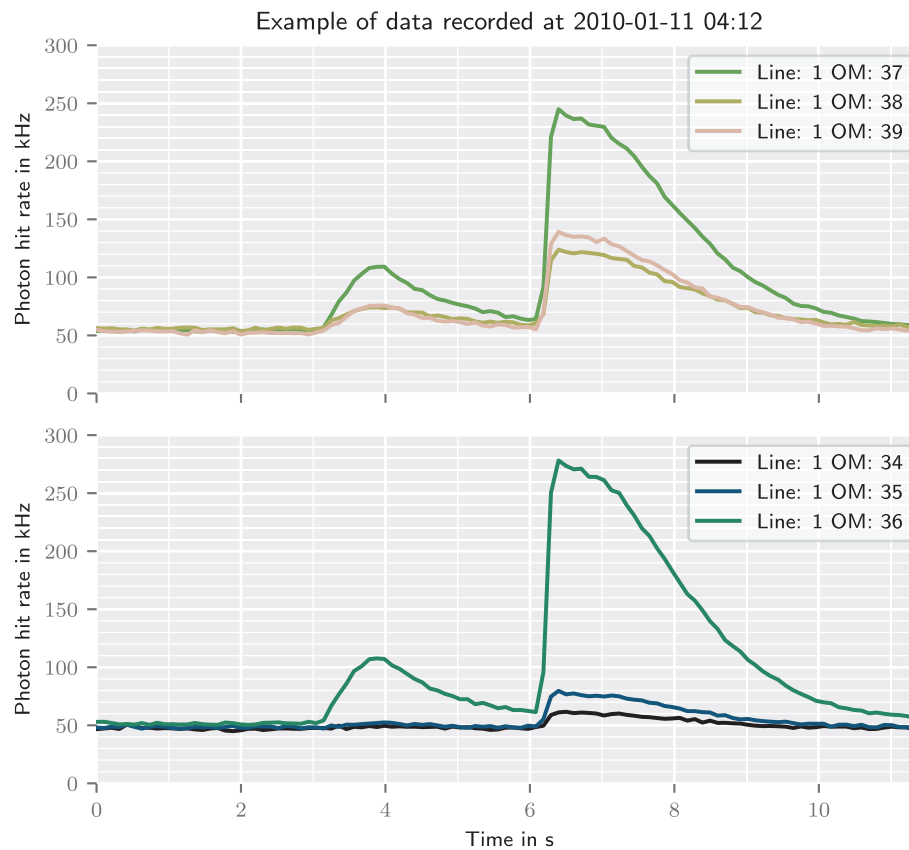 Example of data recorded at 2010-01-11 04:12
300
250
200
150
100
50
0
Photon hit rate in kHz
Line: 1 OM: 37
Line: 1 OM: 38
Line: 1 OM: 39
300
250
200
150
100
50
0
Photon hit rate in kHz
Line: 1 OM: 34
Line: 1 OM: 35
Line: 1 OM: 36
0 2 4 6 8 10
Time in s